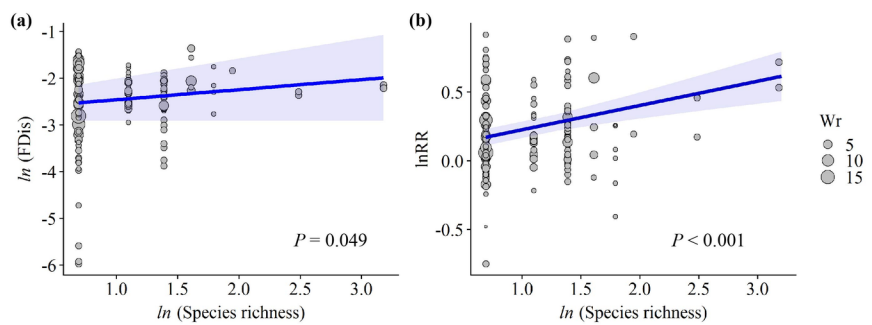 (a)
ln (FDis)
-1
-2
-3
-4
-5
-6
P = 0.049
1.0 1.5 2.0 2.5 3.0
ln (Species richness)
(b)
lnRR
0.5
0.0
-0.5
P < 0.001
1.0 1.5 2.0 2.5 3.0
ln (Species richness)
Wr
5
10
15